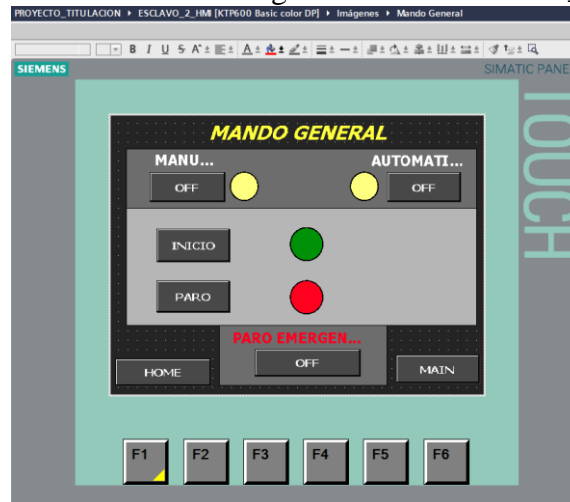 PROYECTO_TITULACION ▸ ESCLAVO_2_HMI [KTP600 Basic color DP] ▸ Imágenes ▸ Mando General
B I U S A
SIEMENS
SIMATIC PANE
TOUCH
MANDO GENERAL
MANU...
AUTOMATI...
OFF
OFF
INICIO
PARO
PARO EMERGEN...
OFF
HOME
MAIN
F1 F2 F3 F4 F5 F6